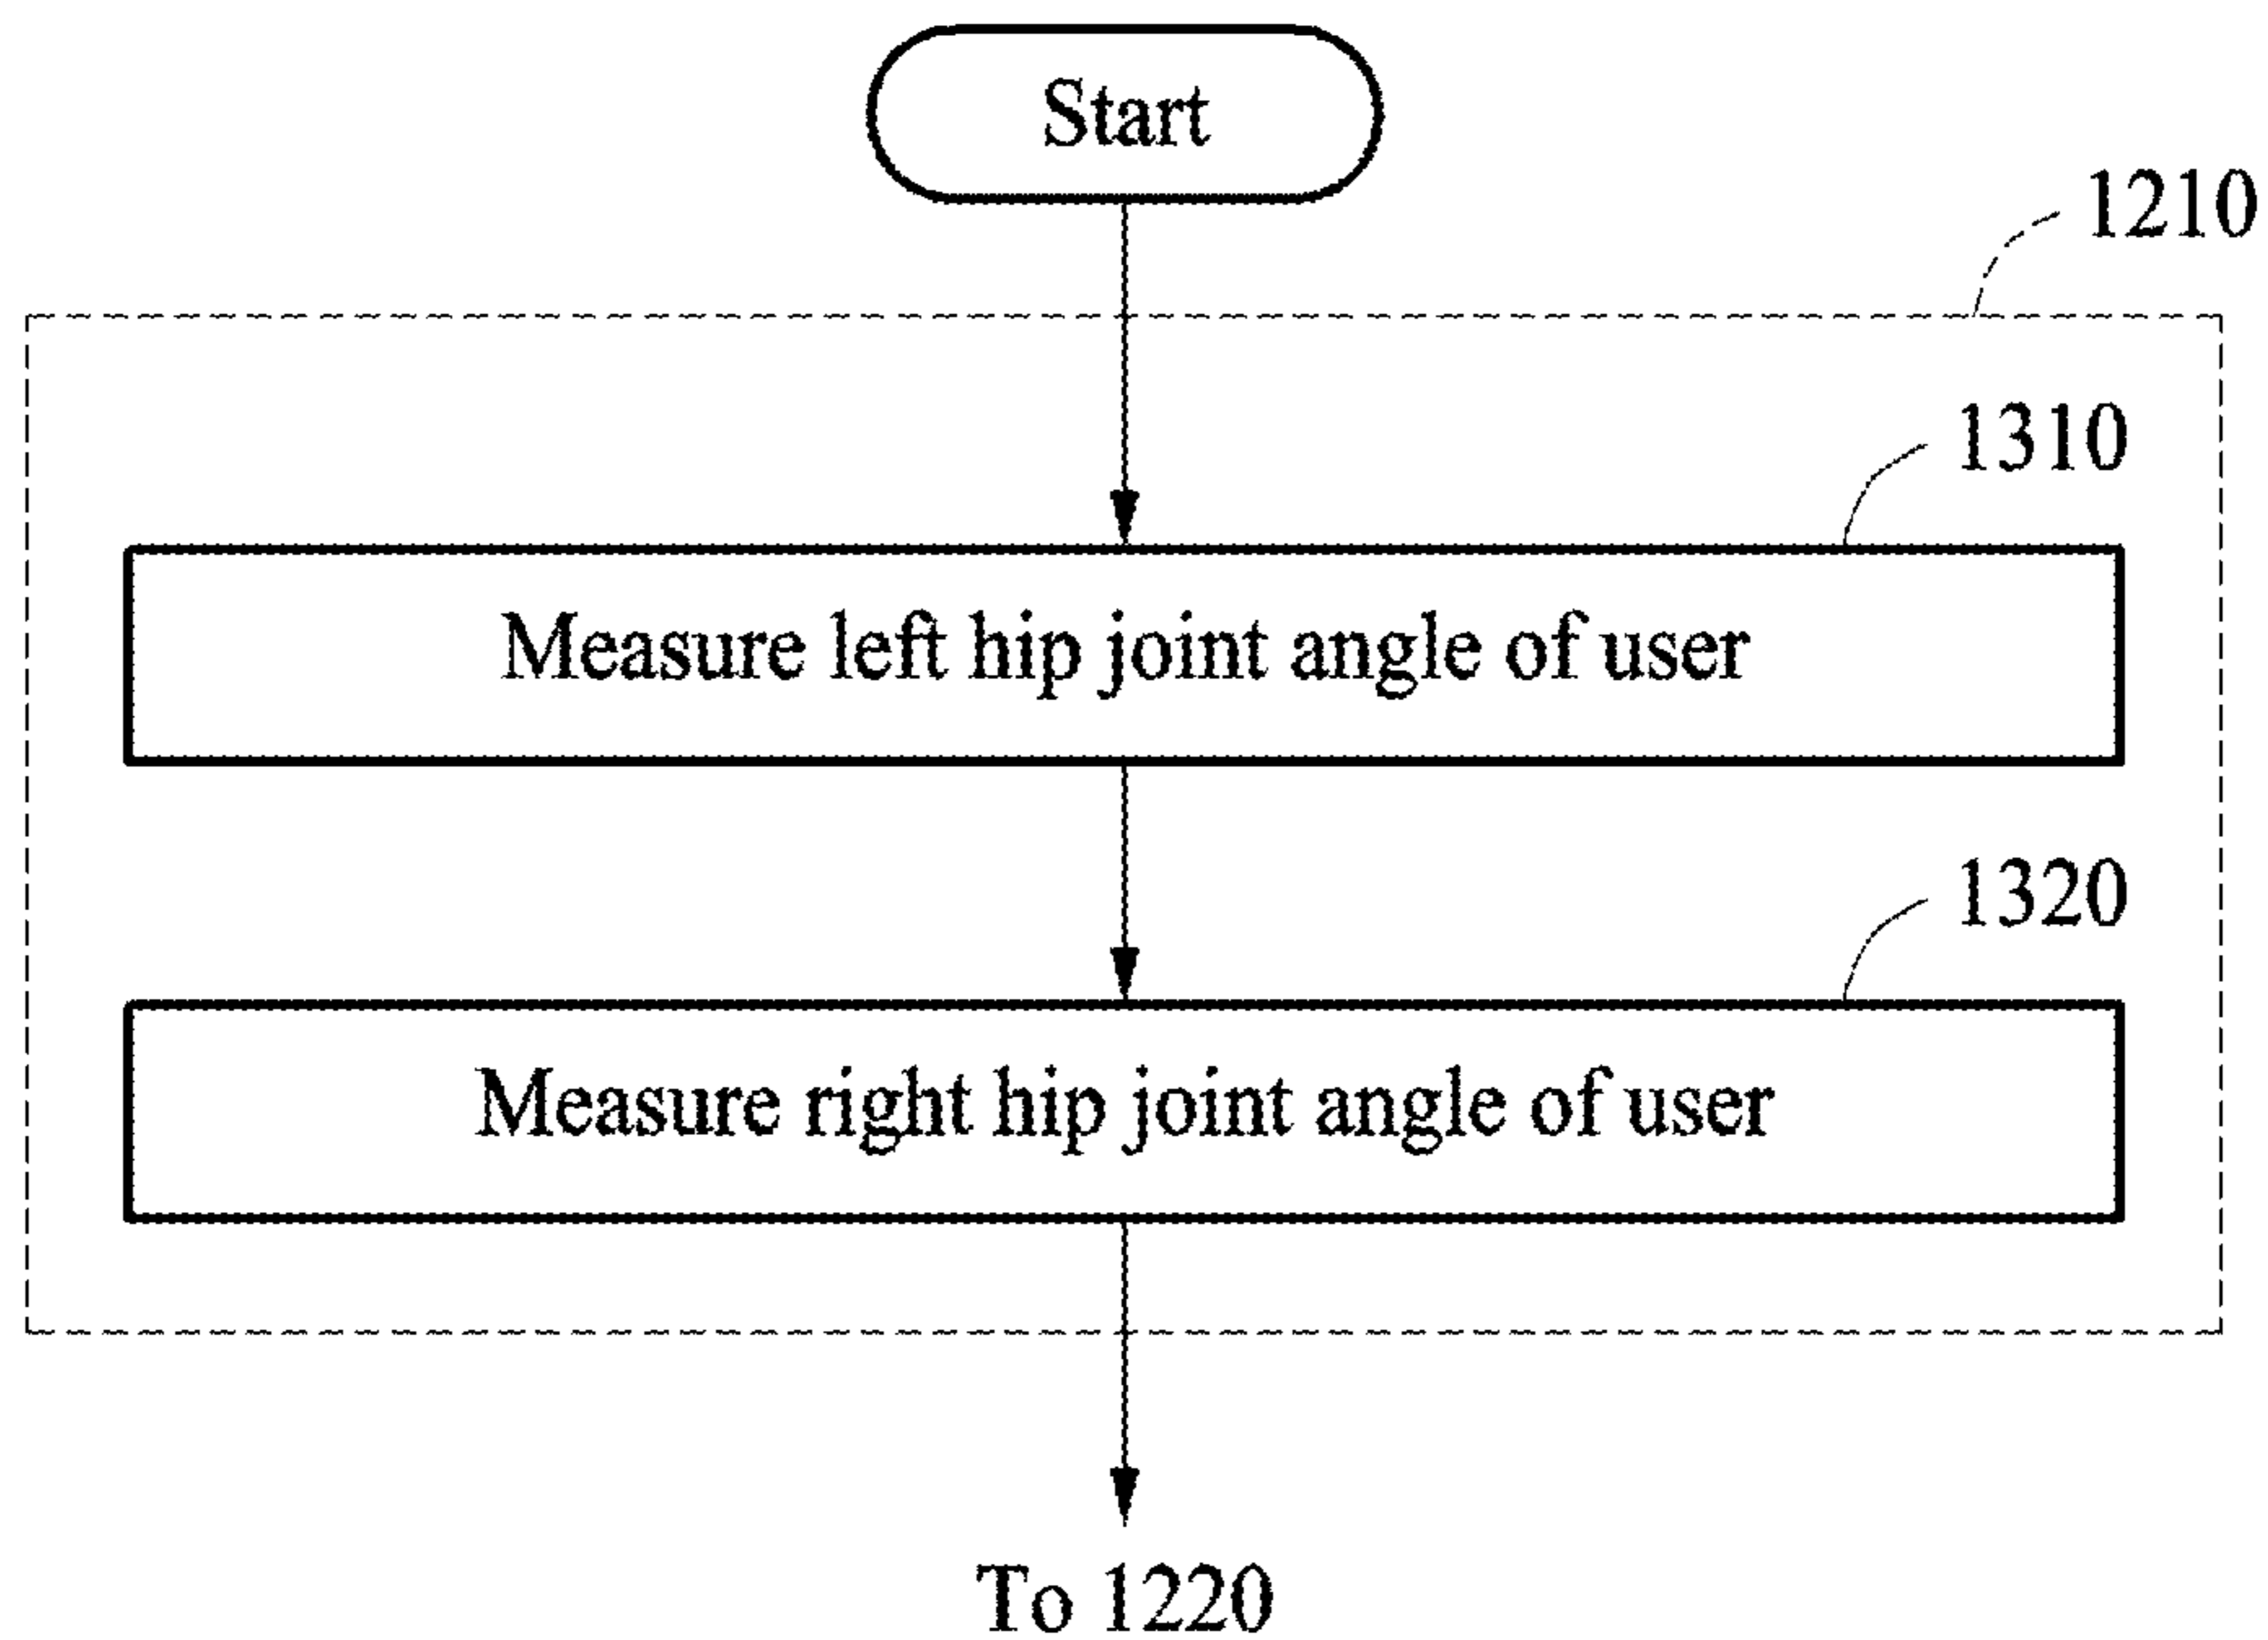 Start
1210
1310
Measure left hip joint angle of user
1320
Measure right hip joint angle of user
To 1220